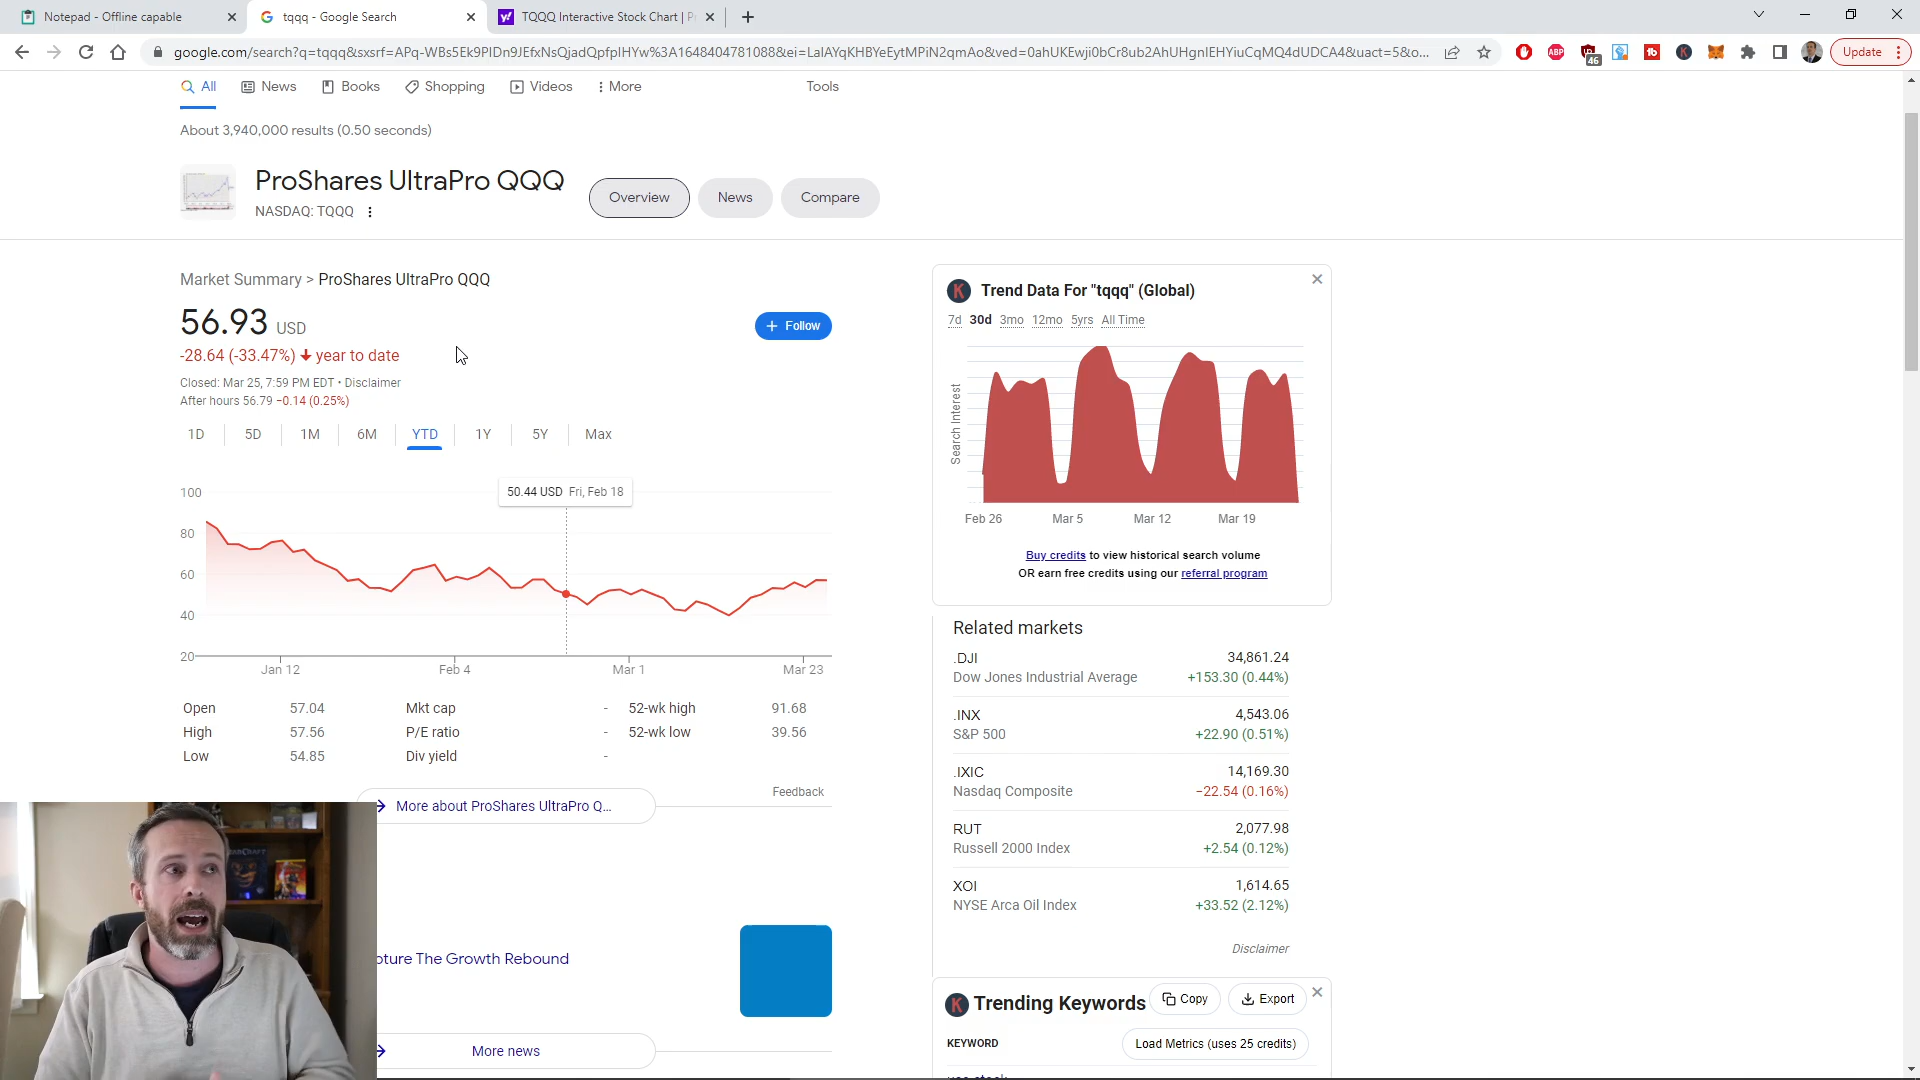 Notepad - Offline capable
tqqq - Google Search
TQQQ Interactive Stock Chart | Pr
google.com/search?q=tqqq&sxsrf=APq-WBs5Ek9PlDn9JEfxNsQjadQpfpIHYw%3A1648404781088&ei=LaIAYqKHBYeEytMPiN2qmAo&ved=0ahUKEwji0bCr8ub2AhUHgnIEHYiuCqMQ4dUDCA4&uact=5&o...
46
Update
All
News
Books
Shopping
Videos
More
Tools
About 3,940,000 results (0.50 seconds)
ProShares UltraPro QQQ
NASDAQ: TQQQ
Overview
News
Compare
Market Summary > ProShares UltraPro QQQ
56.93 USD
-28.64 (-33.47%) year to date
Closed: Mar 25, 7:59 PM EDT • Disclaimer
After hours 56.79 −0.14 (0.25%)
+ Follow
1D 5D 1M 6M YTD 1Y 5Y Max
50.44 USD Fri, Feb 18
100
80
60
40
20
Jan 12 Feb 4 Mar 1 Mar 23
Open 57.04 Mkt cap - 52-wk high 91.68
High 57.56 P/E ratio - 52-wk low 39.56
Low 54.85 Div yield -
Feedback
More about ProShares UltraPro Q...
pture The Growth Rebound
More news
K Trend Data For "tqqq" (Global)
7d 30d 3mo 12mo 5yrs All Time
Search Interest
Feb 26 Mar 5 Mar 12 Mar 19
Buy credits to view historical search volume
OR earn free credits using our referral program
Related markets
.DJI 34,861.24
Dow Jones Industrial Average +153.30 (0.44%)
.INX 4,543.06
S&P 500 +22.90 (0.51%)
.IXIC 14,169.30
Nasdaq Composite −22.54 (0.16%)
RUT 2,077.98
Russell 2000 Index +2.54 (0.12%)
XOI 1,614.65
NYSE Arca Oil Index +33.52 (2.12%)
Disclaimer
K Trending Keywords
Copy
Export
KEYWORD
Load Metrics (uses 25 credits)